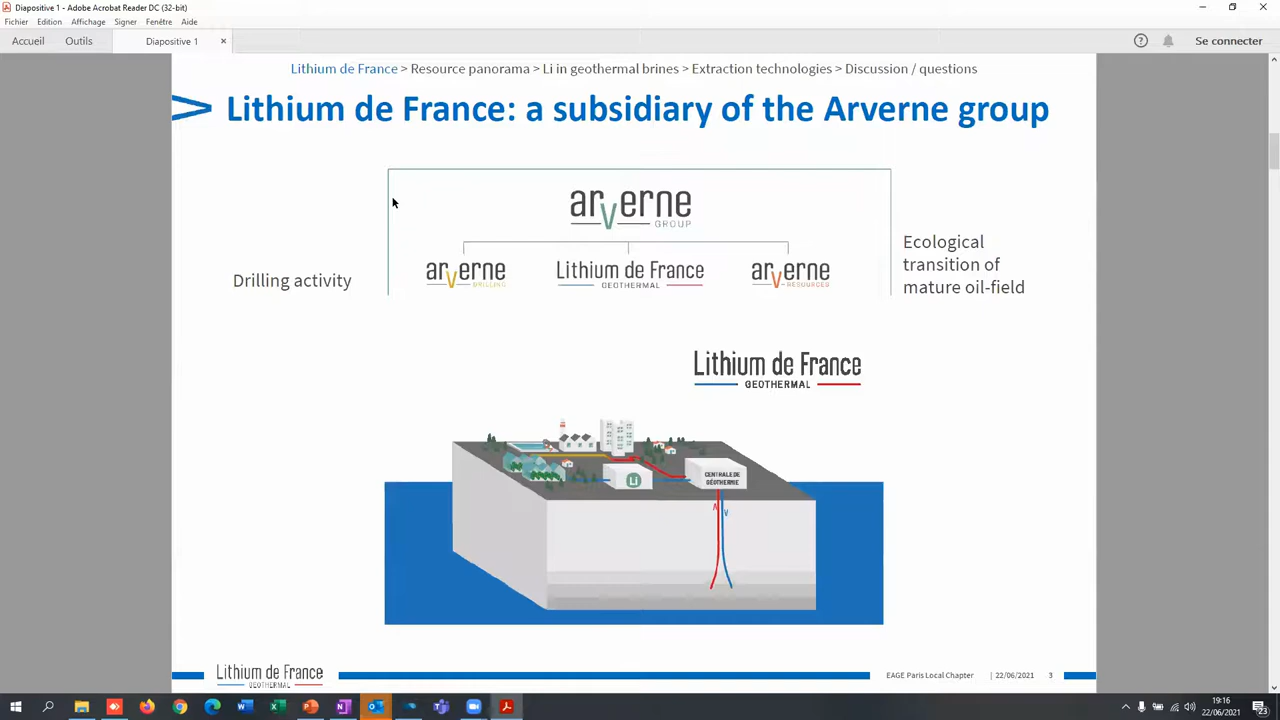 Diapositive 1 - Adobe Acrobat Reader DC (32-bit)
Fichier Edition Affichage Signer Fenêtre Aide
Accueil Outils Diapositive 1 × Se connecter
Lithium de France > Resource panorama > Li in geothermal brines > Extraction technologies > Discussion / questions
Lithium de France: a subsidiary of the Arverne group
arverne
GROUP
arverne Lithium de France arverne
DRILLING GEOTHERMAL RESOURCES
Drilling activity
Ecological
transition of
mature oil-field
Lithium de France
GEOTHERMAL
Li
CENTRALE DE
GÉOTHERMIE
Lithium de France
GEOTHERMAL
EAGE Paris Local Chapter | 22/06/2021 3
19:16
22/06/2021
23